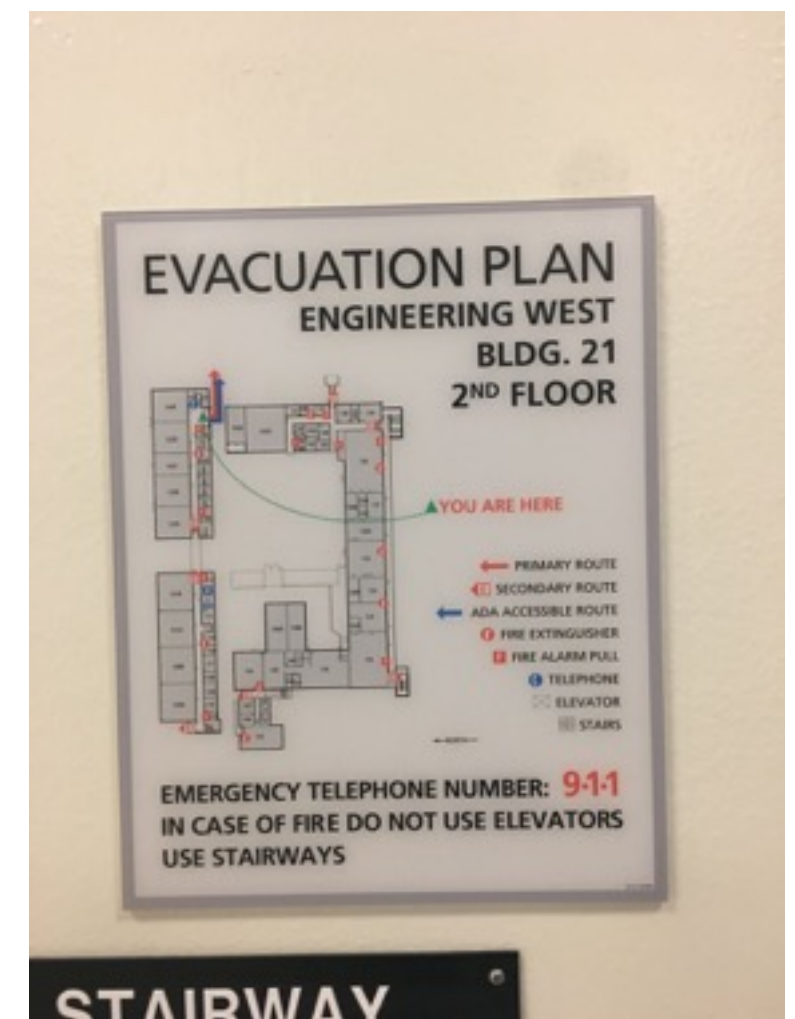 EVACUATION PLAN
ENGINEERING WEST
BLDG. 21
2ND FLOOR
YOU ARE HERE
PRIMARY ROUTE
SECONDARY ROUTE
ADA ACCESSIBLE ROUTE
FIRE EXTINGUISHER
F FIRE ALARM PULL
TELEPHONE
ELEVATOR
STAIRS
NORTH
EMERGENCY TELEPHONE NUMBER: 9-1-1
IN CASE OF FIRE DO NOT USE ELEVATORS
USE STAIRWAYS
STAIRWAY